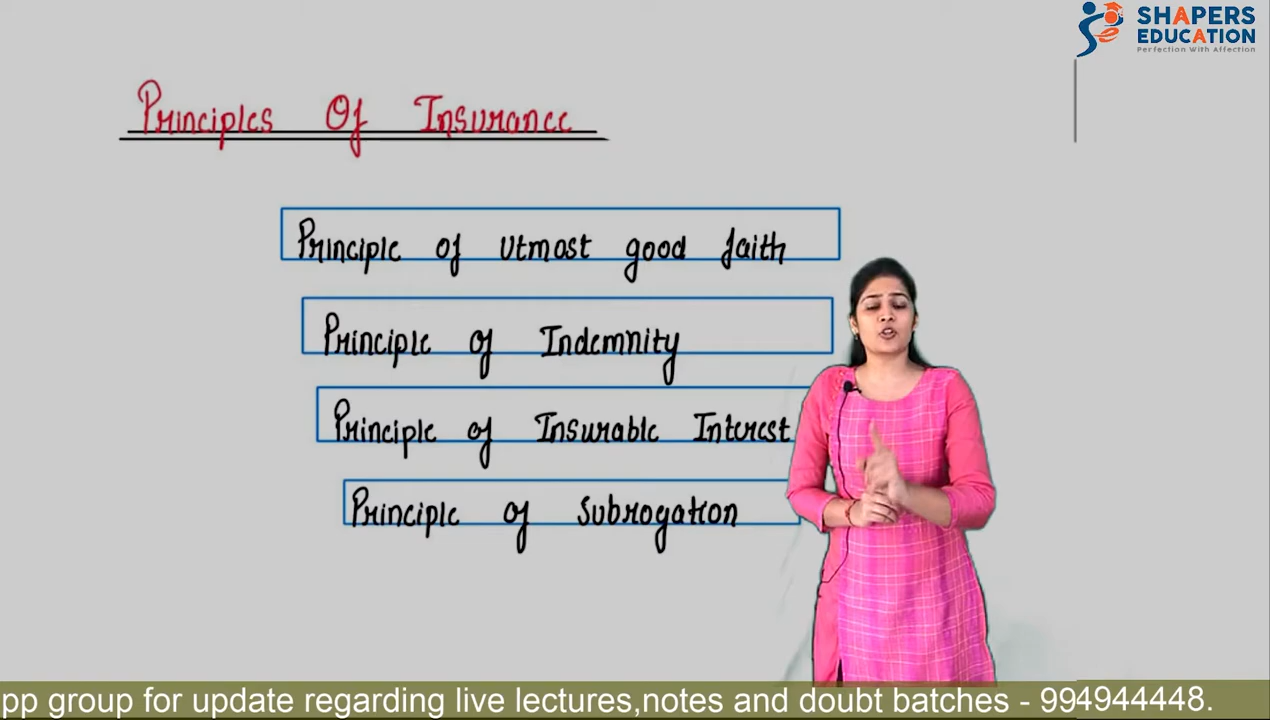 SHAPERS
EDUCATION
Perfection With Affection
Principles Of Insurance
Principle of utmost good faith
Principle of Indemnity
Principle of Insurable Interest
Principle of Subrogation
pp group for update regarding live lectures,notes and doubt batches - 994944448.